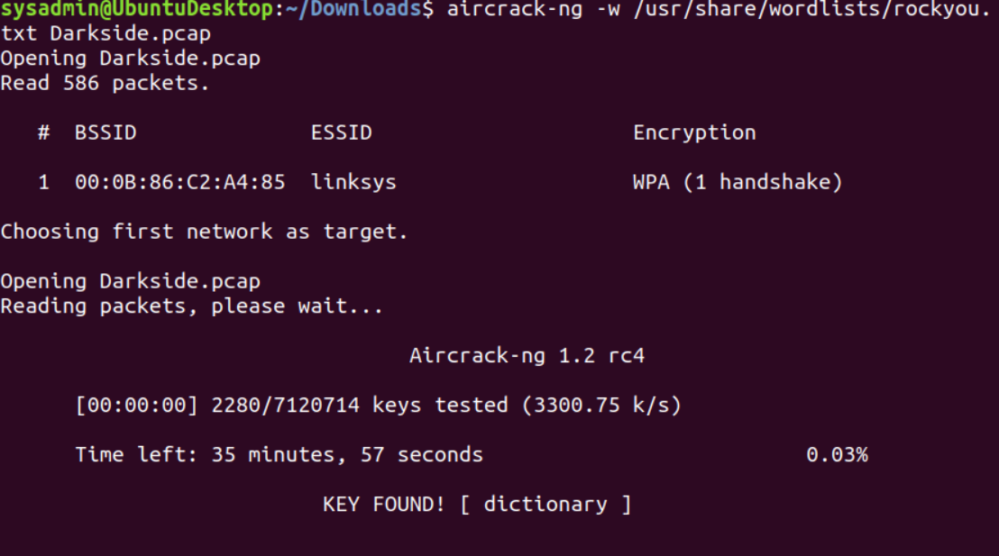 sysadmin@UbuntuDesktop:~/Downloads$ aircrack-ng -w /usr/share/wordlists/rockyou.
txt Darkside.pcap
Opening Darkside.pcap
Read 586 packets.
# BSSID ESSID Encryption
1 00:0B:86:C2:A4:85 linksys WPA (1 handshake)
Choosing first network as target.
Opening Darkside.pcap
Reading packets, please wait...
Aircrack-ng 1.2 rc4
[00:00:00] 2280/7120714 keys tested (3300.75 k/s)
Time left: 35 minutes, 57 seconds 0.03%
KEY FOUND! [ dictionary ]